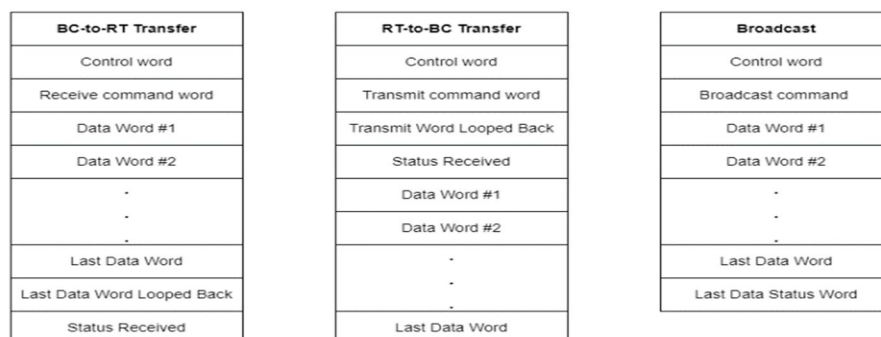 BC-to-RT Transfer
Control word
Receive command word
Data Word #1
Data Word #2
.
.
.
Last Data Word
Last Data Word Looped Back
Status Received
RT-to-BC Transfer
Control word
Transmit command word
Transmit Word Looped Back
Status Received
Data Word #1
Data Word #2
.
.
.
Last Data Word
Broadcast
Control word
Broadcast command
Data Word #1
Data Word #2
.
.
.
Last Data Word
Last Data Status Word